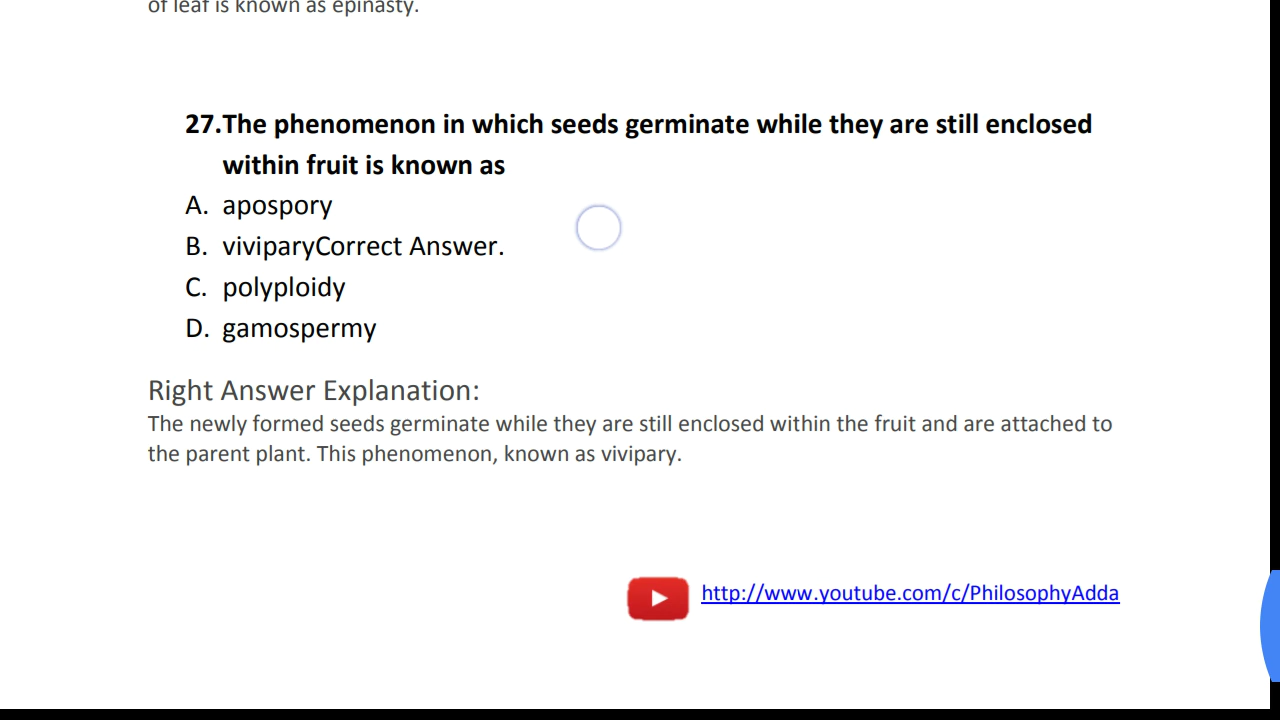 of leaf is known as epinasty.
27.The phenomenon in which seeds germinate while they are still enclosed
within fruit is known as
A. apospory
B. viviparyCorrect Answer.
C. polyploidy
D. gamospermy
Right Answer Explanation:
The newly formed seeds germinate while they are still enclosed within the fruit and are attached to
the parent plant. This phenomenon, known as vivipary.
http://www.youtube.com/c/PhilosophyAdda